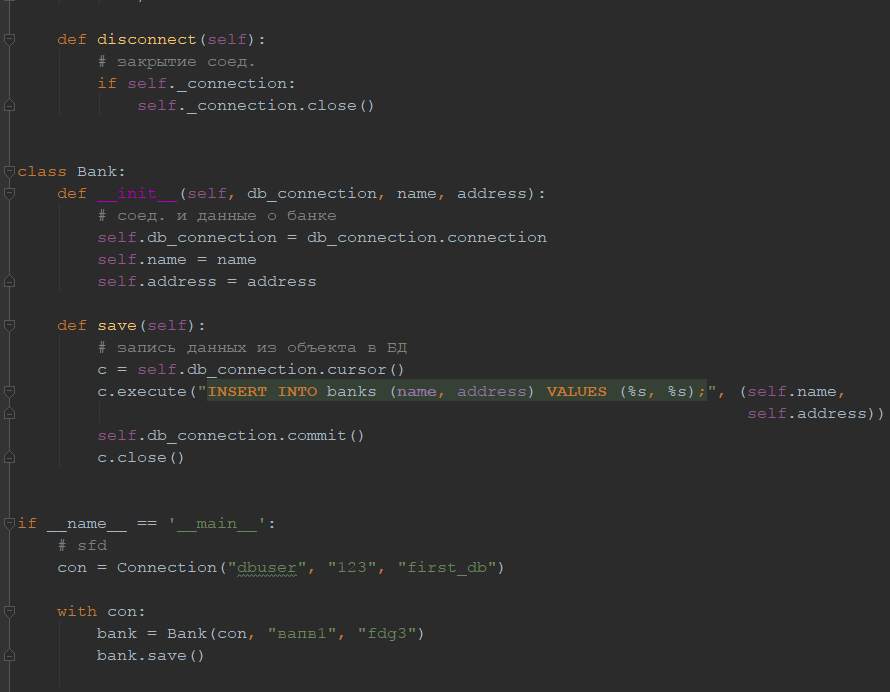 def disconnect(self):
        # закрытие соед.
        if self._connection:
            self._connection.close()
class Bank:
    def __init__(self, db_connection, name, address):
        # соед. и данные о банке
        self.db_connection = db_connection.connection
        self.name = name
        self.address = address
    def save(self):
        # запись данных из объекта в БД
        c = self.db_connection.cursor()
        c.execute("INSERT INTO banks (name, address) VALUES (%s, %s);", (self.name,
                                                                         self.address))
        self.db_connection.commit()
        c.close()
if __name__ == '__main__':
    # sfd
    con = Connection("dbuser", "123", "first_db")
    with con:
        bank = Bank(con, "вапв1", "fdg3")
        bank.save()